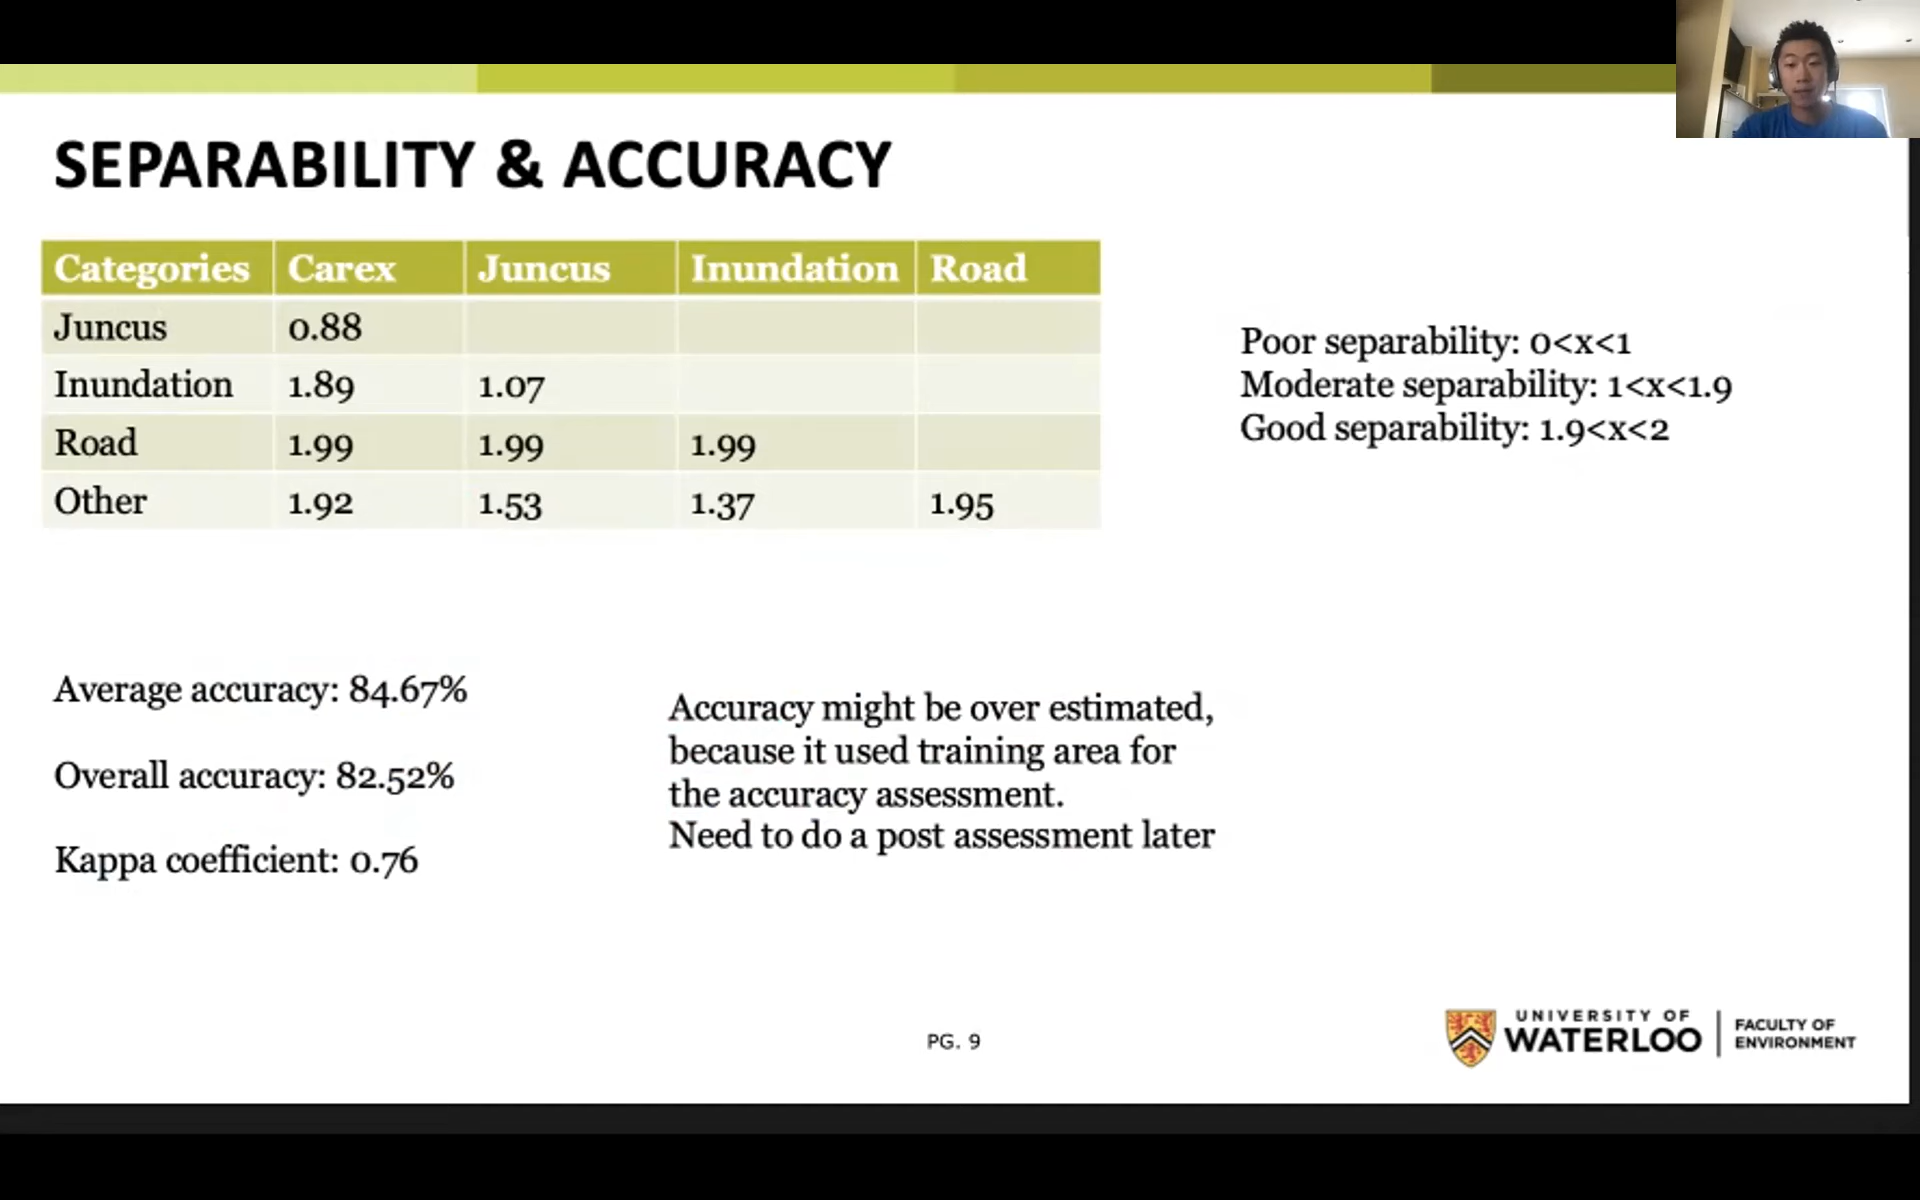 SEPARABILITY & ACCURACY
Categories Carex Juncus Inundation Road
Juncus 0.88
Inundation 1.89 1.07
Road 1.99 1.99 1.99
Other 1.92 1.53 1.37 1.95
Poor separability: 0<x<1
Moderate separability: 1<x<1.9
Good separability: 1.9<x<2
Average accuracy: 84.67%
Overall accuracy: 82.52%
Kappa coefficient: 0.76
Accuracy might be over estimated,
because it used training area for
the accuracy assessment.
Need to do a post assessment later
PG. 9
UNIVERSITY OF
WATERLOO
FACULTY OF
ENVIRONMENT